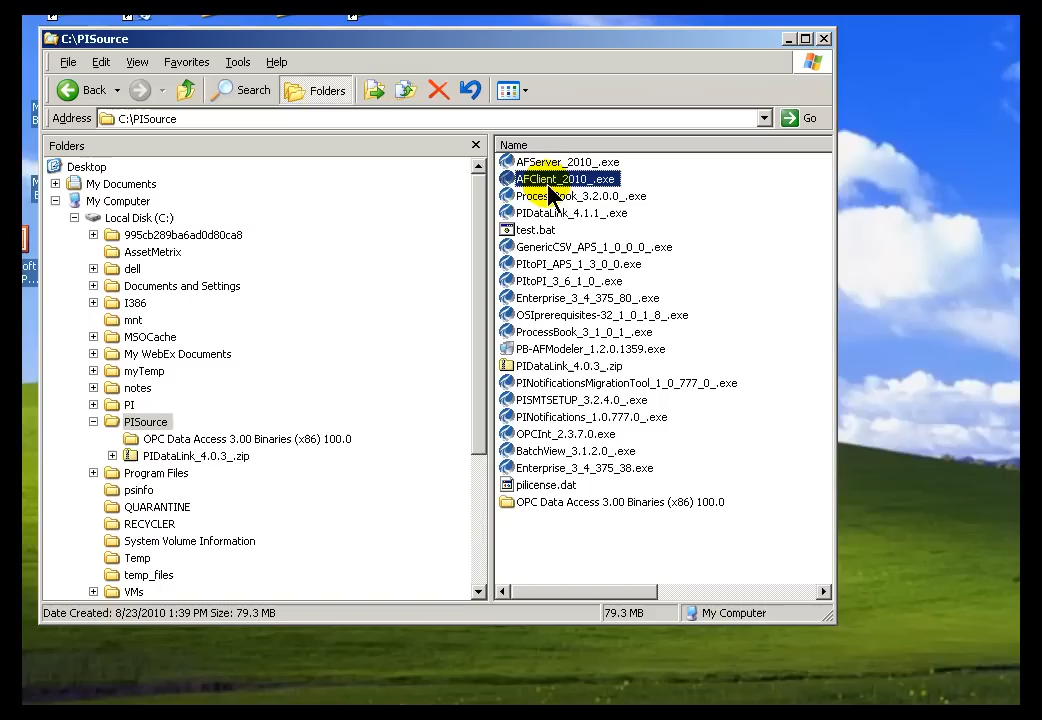 C:\PISource
File Edit View Favorites Tools Help
Back Search Folders
Address C:\PISource Go
Folders
Desktop
My Documents
My Computer
Local Disk (C:)
995cb289ba6ad0d80ca8
AssetMetrix
dell
Documents and Settings
I386
mnt
MSOCache
My WebEx Documents
myTemp
notes
PI
PISource
OPC Data Access 3.00 Binaries (x86) 100.0
PIDataLink_4.0.3_.zip
Program Files
psinfo
QUARANTINE
RECYCLER
System Volume Information
Temp
temp_files
VMs
Name
AFServer_2010_.exe
AFClient_2010_.exe
ProcessBook_3.2.0.0_.exe
PIDataLink_4.1.1_.exe
test.bat
GenericCSV_APS_1_0_0_0_.exe
PItoPI_APS_1_3_0_0.exe
PItoPI_3_6_1_0_.exe
Enterprise_3_4_375_80_.exe
OSIprerequisites-32_1_0_1_8_.exe
ProcessBook_3_1_0_1_.exe
PB-AFModeler_1.2.0.1359.exe
PIDataLink_4.0.3_.zip
PINotificationsMigrationTool_1_0_777_0_.exe
PISMTSETUP_3.2.4.0_.exe
PINotifications_1.0.777.0_.exe
OPCInt_2.3.7.0.exe
BatchView_3.1.2.0_.exe
Enterprise_3_4_375_38.exe
pilicense.dat
OPC Data Access 3.00 Binaries (x86) 100.0
Date Created: 8/23/2010 1:39 PM Size: 79.3 MB
79.3 MB
My Computer